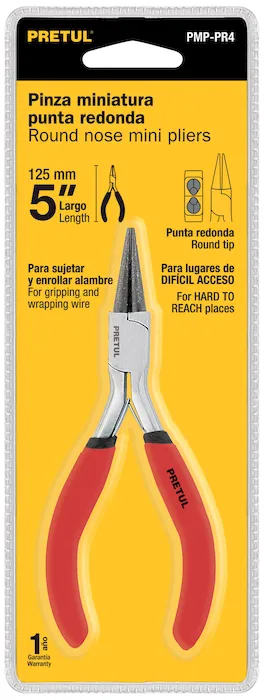 PRETUL
PMP-PR4
Pinza miniatura
punta redonda
Round nose mini pliers
125 mm
5"
Largo
Length
Punta redonda
Round tip
Para sujetar
y enrollar alambre
For gripping and
wrapping wire
Para lugares de
DIFÍCIL ACCESO
For HARD TO
REACH places
PRETUL
PRETUL
1 año
Garantía
Warranty